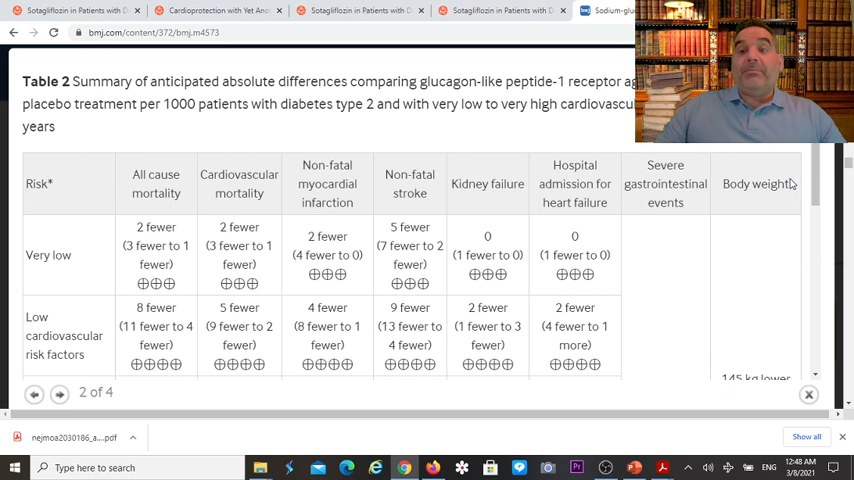 Sotagliflozin in Patients with D
Cardioprotection with Yet Ano
Sotagliflozin in Patients with D
Sotagliflozin in Patients with D
Sodium-glu
bmj.com/content/372/bmj.m4573
Table 2 Summary of anticipated absolute differences comparing glucagon-like peptide-1 receptor ag
placebo treatment per 1000 patients with diabetes type 2 and with very low to very high cardiovascu
years
Risk*
All cause
mortality
Cardiovascular
mortality
Non-fatal
myocardial
infarction
Non-fatal
stroke
Kidney failure
Hospital
admission for
heart failure
Severe
gastrointestinal
events
Body weight
Very low
2 fewer
(3 fewer to 1
fewer)
⊕⊕⊕
2 fewer
(3 fewer to 1
fewer)
⊕⊕⊕
2 fewer
(4 fewer to 0)
⊕⊕⊕
5 fewer
(7 fewer to 2
fewer)
⊕⊕⊕
0
(1 fewer to 0)
⊕⊕⊕
0
(1 fewer to 0)
⊕⊕⊕
Low
cardiovascular
risk factors
8 fewer
(11 fewer to 4
fewer)
⊕⊕⊕⊕
5 fewer
(9 fewer to 2
fewer)
⊕⊕⊕⊕
4 fewer
(8 fewer to 1
fewer)
⊕⊕⊕⊕
9 fewer
(13 fewer to
4 fewer)
⊕⊕⊕⊕
2 fewer
(1 fewer to 3
fewer)
⊕⊕⊕⊕
2 fewer
(4 fewer to 1
more)
⊕⊕⊕⊕
2 of 4
nejmoa2030186_a....pdf
Show all
Type here to search
ENG
12:48 AM
3/8/2021